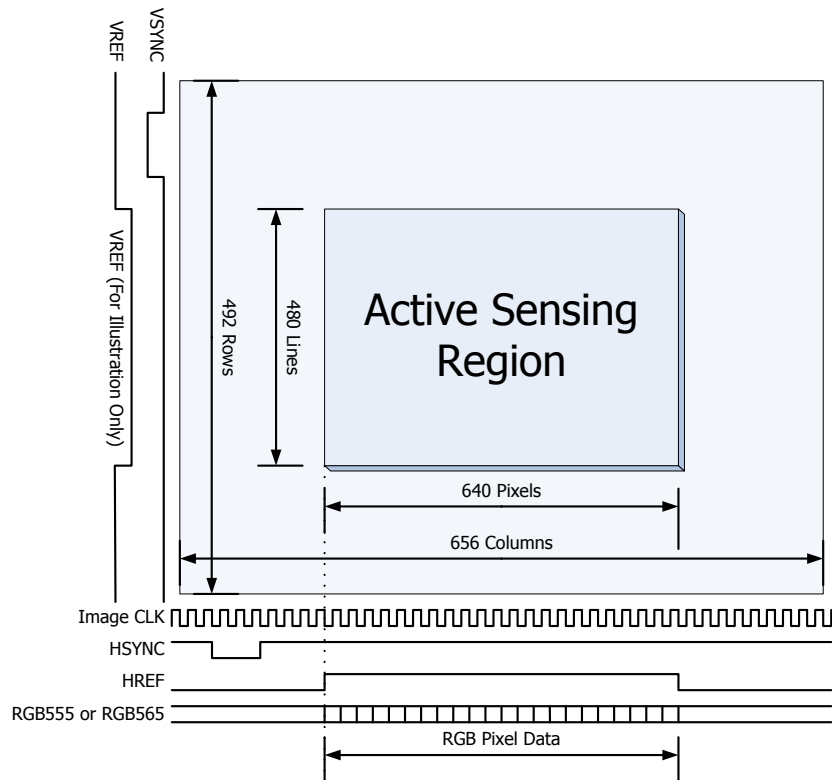 VREF
VSYNC
VREF (For Illustration Only)
492 Rows
480 Lines
Active Sensing
Region
640 Pixels
656 Columns
Image CLK
HSYNC
HREF
RGB555 or RGB565
RGB Pixel Data